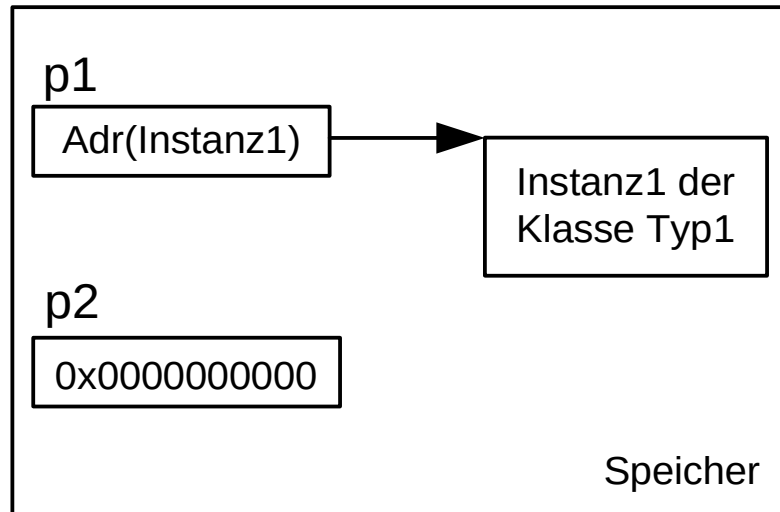 p1
Adr(Instanz1)
Instanz1 der
Klasse Typ1
p2
0x0000000000
Speicher